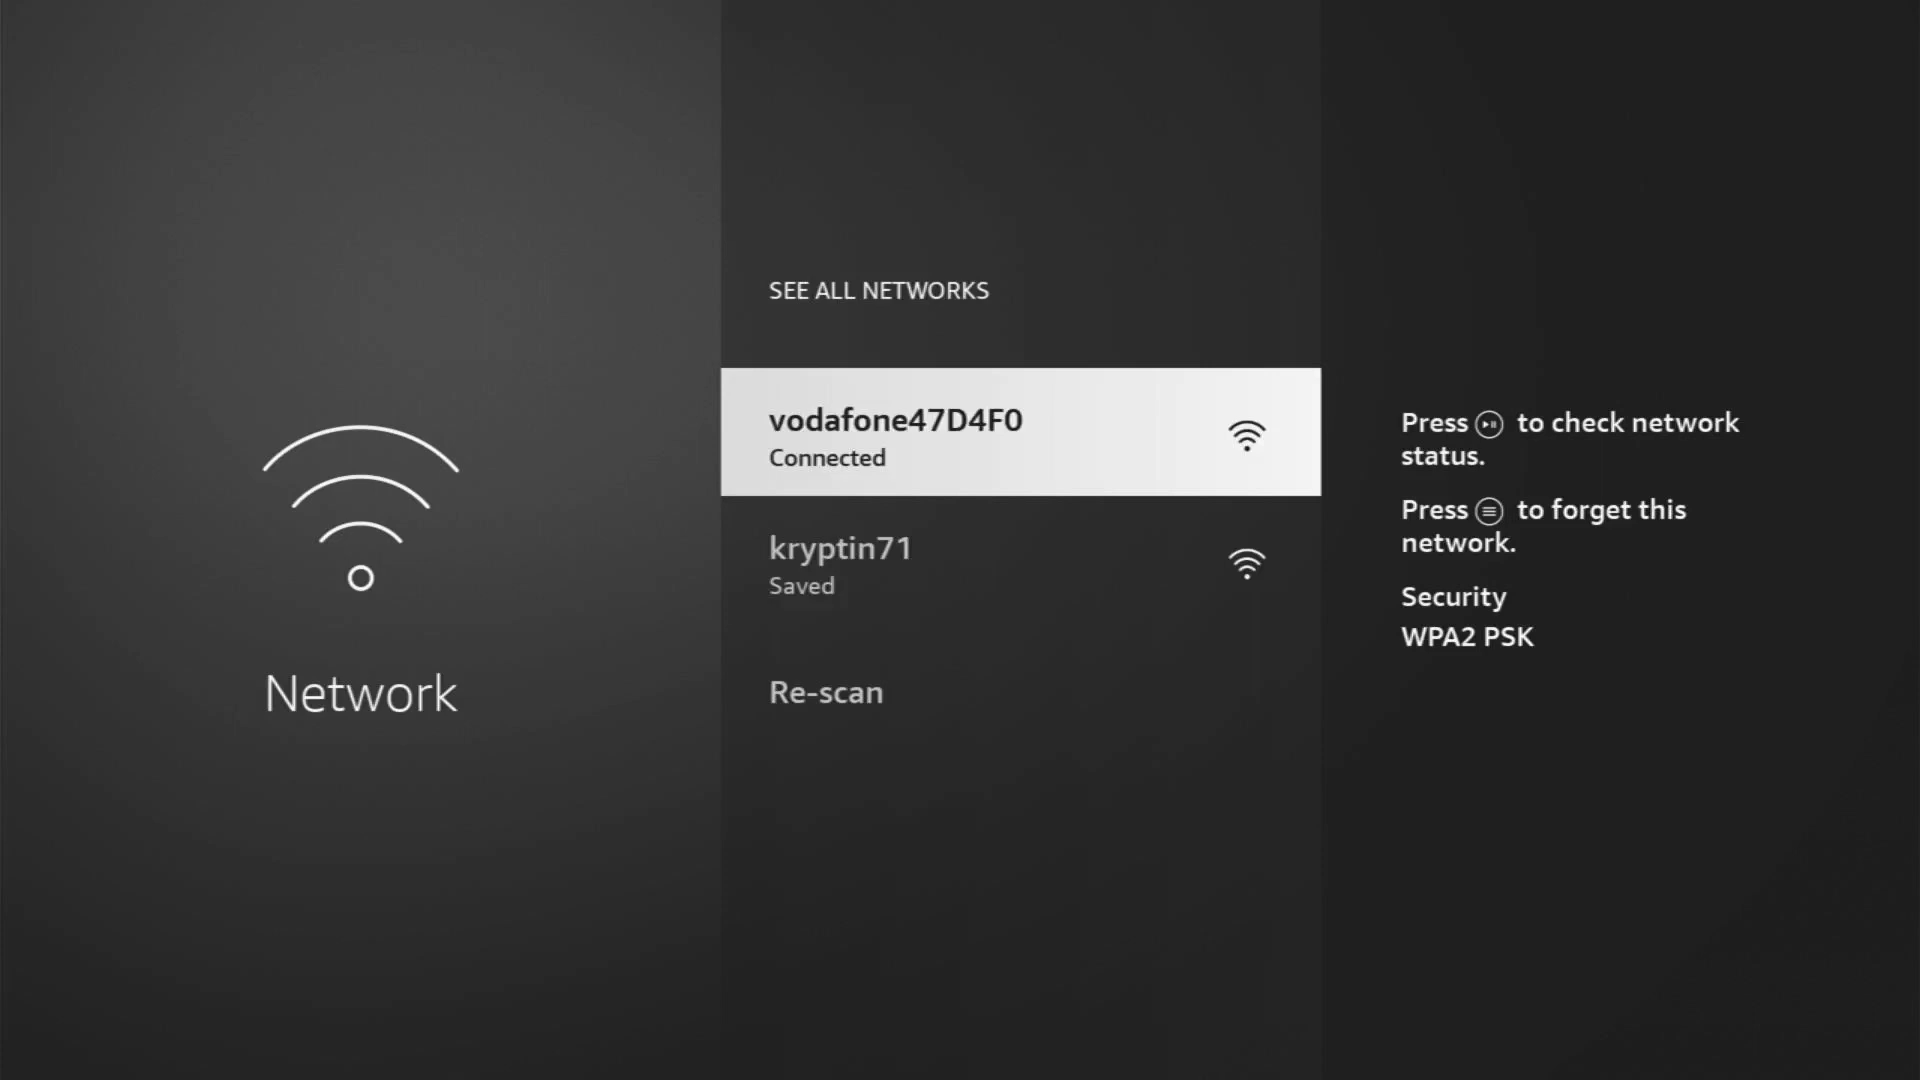 SEE ALL NETWORKS
vodafone47D4F0
Connected
kryptin71
Saved
Re-scan
Network
Press to check network
status.
Press to forget this
network.
Security
WPA2 PSK